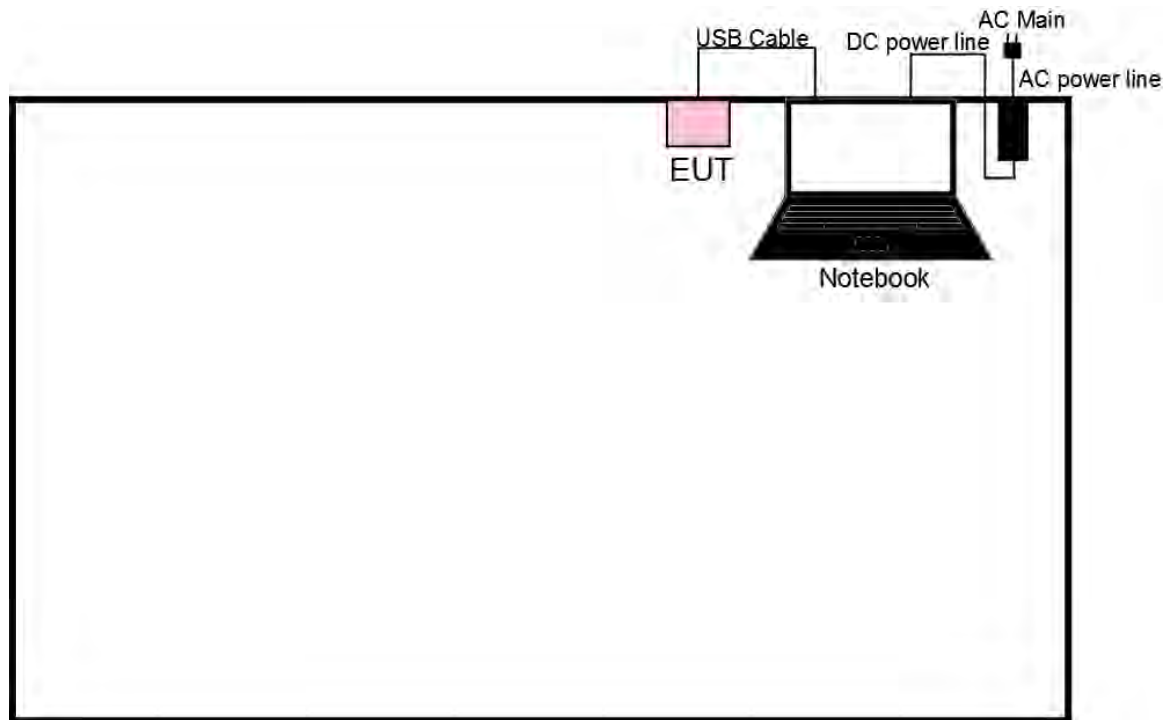 AC Main
USB Cable
DC power line
AC power line
EUT
Notebook